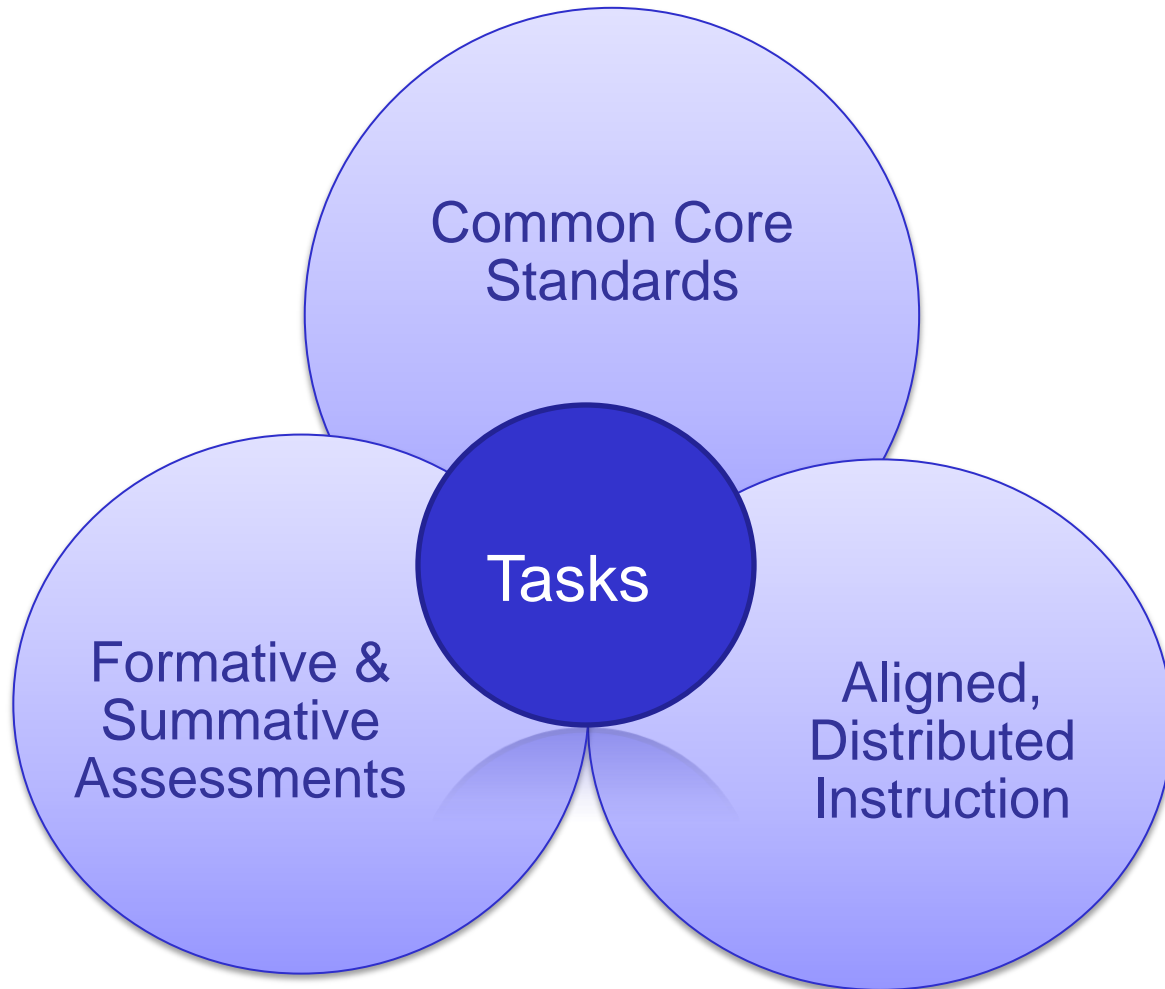 Common Core
Standards
Tasks
Formative &
Summative
Assessments
Aligned,
Distributed
Instruction